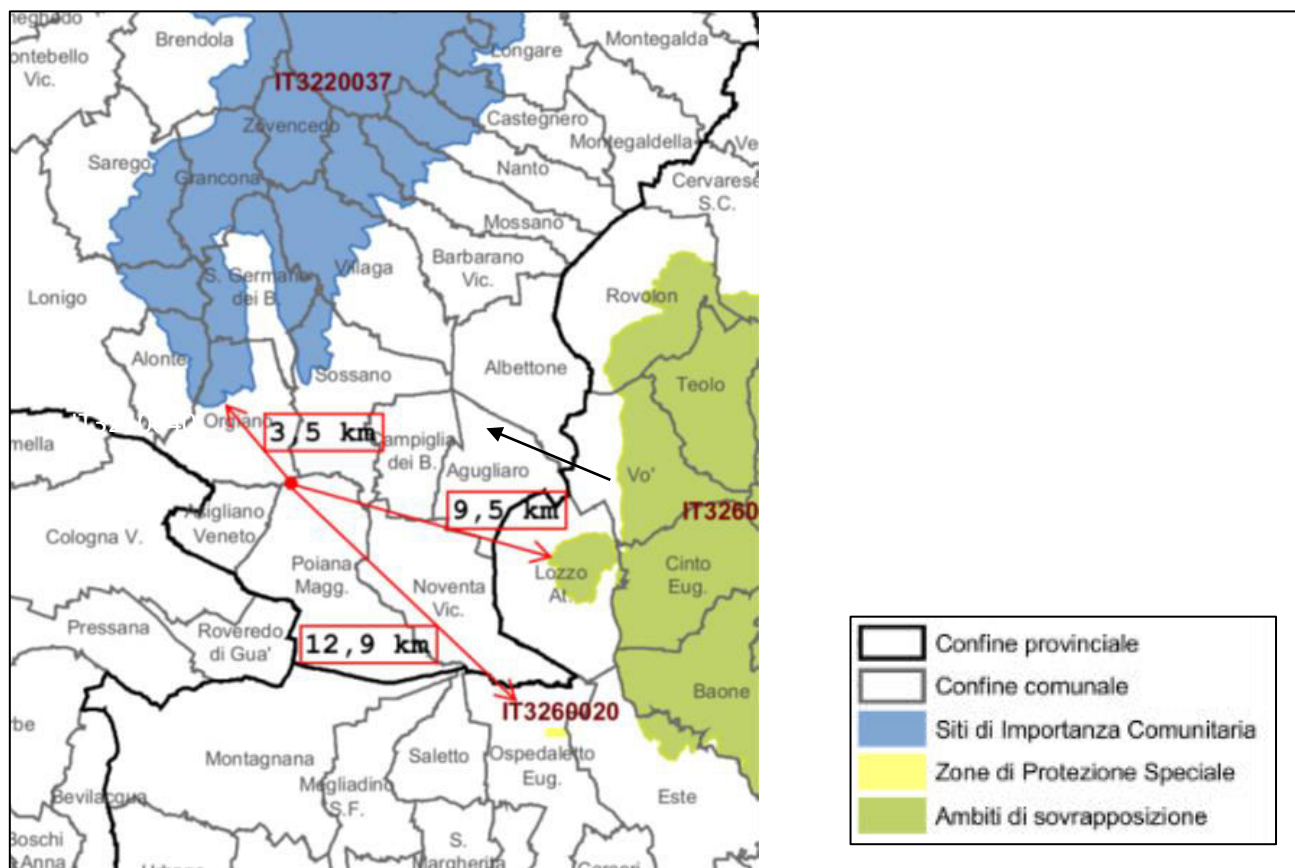 Brendola
Longare
Montegalda
Vic.
IT3220037
Castegnero
Zovencedo
Montegaldella
Sarego
Nanto
Grancona
Cervarese
S.C.
Mossano
Barbarano
Vic.
Villaga
S. Germano
dei B.
Lonigo
Rovolon
Alonte
Albettone
Sossano
Teolo
Orgiano
3,5 km
Campiglia
dei B.
Agugliaro
Vo'
9,5 km
IT3260
Asigliano
Veneto
Cologna V.
Poiana
Magg.
Noventa
Vic.
Lozzo
At.
Cinto
Eug.
Pressana
Roveredo
di Gua'
12,9 km
Baone
IT3260020
Montagnana
Saletto
Ospedaletto
Eug.
Megliadino
S.F.
Este
Bevilacqua
Boschi
S.
Margherita
Confine provinciale
Confine comunale
Siti di Importanza Comunitaria
Zone di Protezione Speciale
Ambiti di sovrapposizione